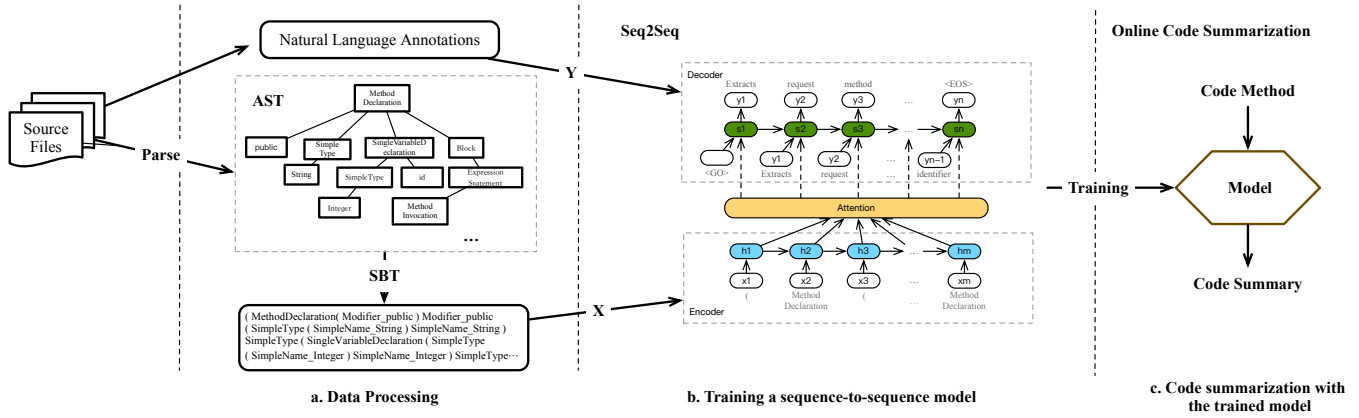 Source
Files
Parse
Natural Language Annotations
AST
Method
Declaration
public
Simple
Type
SingleVariableD
eclaration
Block
String
SimpleType
id
Expression
Statement
Integer
Method
Invocation
...
SBT
( MethodDeclaration( Modifier_public ) Modifier_public
( SimpleType ( SimpleName_String ) SimpleName_String )
SimpleType ( SingleVariableDeclaration ( SimpleType
( SimpleName_Integer ) SimpleName_Integer ) SimpleType⋯
a. Data Processing
Y
X
Seq2Seq
Decoder
Extracts request method <EOS>
y1 y2 y3 ... yn
s1 s2 s3 ... sn
y1 y2 ... yn−1
<GO> Extracts request ... identifier
Attention
h1 h2 h3 ... hm
x1 x2 x3 ... xm
( Method ( ... Method
Declaration Declaration
Encoder
b. Training a sequence-to-sequence model
Training
Online Code Summarization
Code Method
Model
Code Summary
c. Code summarization with
the trained model